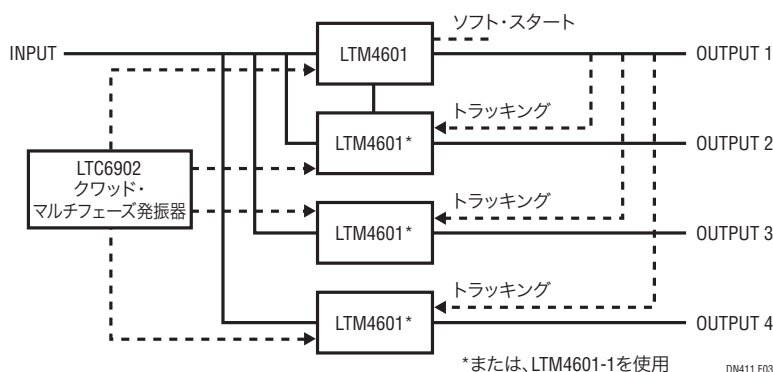 ソフト・スタート
INPUT
LTM4601
OUTPUT 1
トラッキング
LTM4601*
OUTPUT 2
LTC6902
クワッド・
マルチフェーズ発振器
トラッキング
LTM4601*
OUTPUT 3
トラッキング
LTM4601*
OUTPUT 4
*または、LTM4601-1を使用
DN411 F03